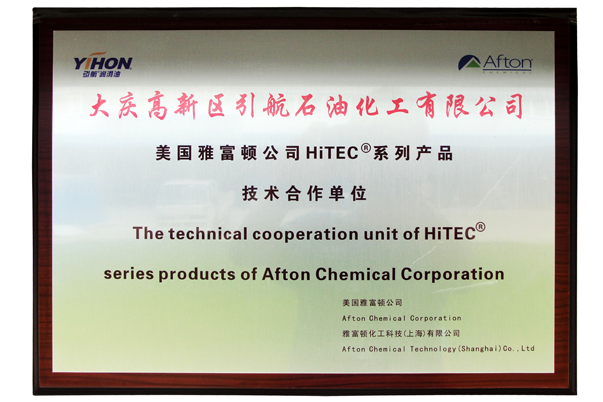 YIHON
引航 润滑油
Afton
CHEMICAL
大庆高新区引航石油化工有限公司
美国雅富顿公司HiTEC®系列产品
技术合作单位
The technical cooperation unit of HiTEC®
series products of Afton Chemical Corporation
美国雅富顿公司
Afton Chemical Corporation
雅富顿化工科技(上海)有限公司
Afton Chemical Technology(Shanghai)Co.,Ltd